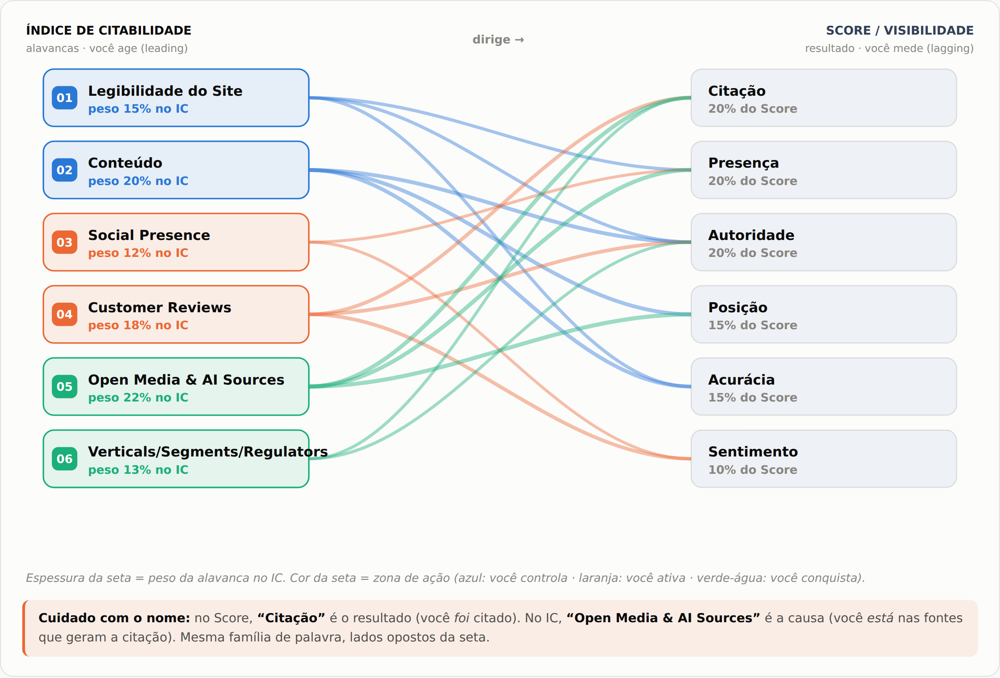 ÍNDICE DE CITABILIDADE
alavancas · você age (leading)
dirige →
SCORE / VISIBILIDADE
resultado · você mede (lagging)
01
Legibilidade do Site
peso 15% no IC
02
Conteúdo
peso 20% no IC
03
Social Presence
peso 12% no IC
04
Customer Reviews
peso 18% no IC
05
Open Media & AI Sources
peso 22% no IC
06
Verticals/Segments/Regulators
peso 13% no IC
Citação
20% do Score
Presença
20% do Score
Autoridade
20% do Score
Posição
15% do Score
Acurácia
15% do Score
Sentimento
10% do Score
Espessura da seta = peso da alavanca no IC. Cor da seta = zona de ação (azul: você controla · laranja: você ativa · verde-água: você conquista).
Cuidado com o nome: no Score, “Citação” é o resultado (você foi citado). No IC, “Open Media & AI Sources” é a causa (você está nas fontes
que geram a citação). Mesma família de palavra, lados opostos da seta.